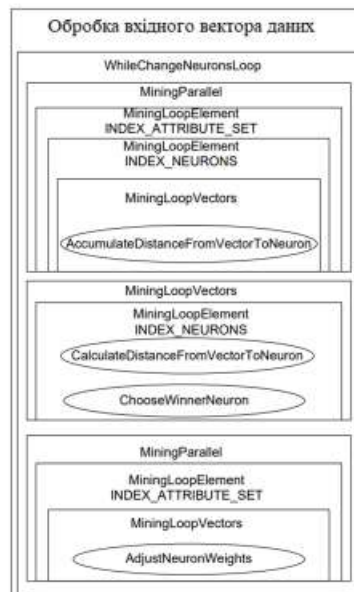 Обробка вхідного вектора даних
WhileChangeNeuronsLoop
MiningParallel
MiningLoopElement
INDEX_ATTRIBUTE_SET
MiningLoopElement
INDEX_NEURONS
MiningLoopVectors
AccumulateDistanceFromVectorToNeuron
MiningLoopVectors
MiningLoopElement
INDEX_NEURONS
CalculateDistanceFromVectorToNeuron
ChooseWinnerNeuron
MiningParallel
MiningLoopElement
INDEX_ATTRIBUTE_SET
MiningLoopVectors
AdjustNeuronWeights